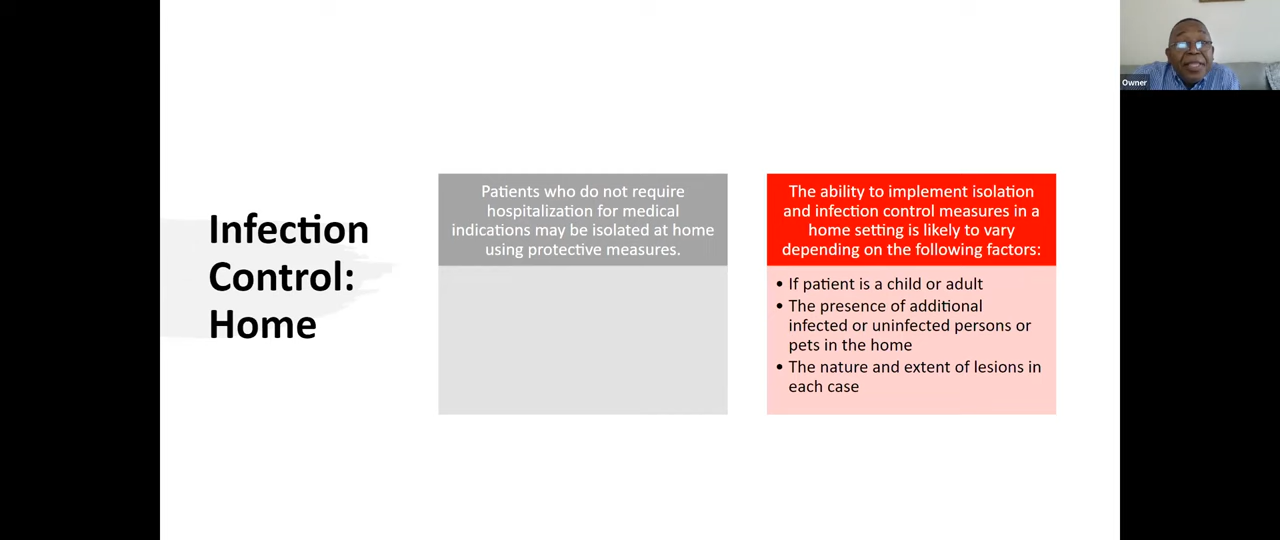 Infection
Control:
Home
Patients who do not require
hospitalization for medical
indications may be isolated at home
using protective measures.
The ability to implement isolation
and infection control measures in a
home setting is likely to vary
depending on the following factors:
• If patient is a child or adult
• The presence of additional
infected or uninfected persons or
pets in the home
• The nature and extent of lesions in
each case
Owner